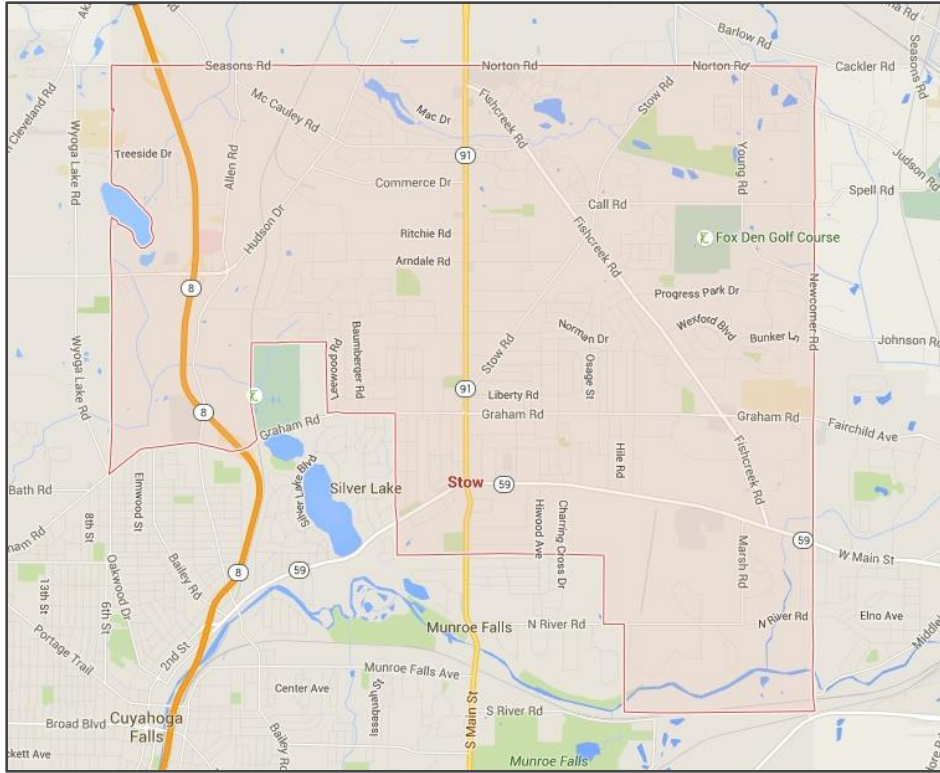 Barlow Rd
Seasons Rd
Seasons Rd
Norton Rd
Norton Rd
Cackler Rd
Cleveland Rd
Mc Cauley Rd
Mac Dr
Fishcreek Rd
Stow Rd
Wyoga Lake Rd
Treeside Dr
Allen Rd
91
Young Rd
Judson Rd
Commerce Dr
Spell Rd
Call Rd
Hudson Dr
Ritchie Rd
Fishcreek Rd
Fox Den Golf Course
Arndale Rd
8
Progress Park Dr
Newcomer Rd
Baumberger Rd
Norman Dr
Wexford Blvd
Bunker Ln
Johnson Rd
Wyoga Lake Rd
Leewood Rd
Stow Rd
Osage St
91
Liberty Rd
8
Graham Rd
Graham Rd
Graham Rd
Fairchild Ave
Hile Rd
Fishcreek Rd
Bath Rd
Elmwood St
Silver Lake Blvd
Silver Lake
Stow
59
8th St
Hiwood Ave
Charring Cross Dr
59
W Main St
Marsh Rd
8
59
13th St
6th St
Oakwood Dr
Bailey Rd
Munroe Falls
N River Rd
N River Rd
Elno Ave
Portage Trail
2nd St
Munroe Falls Ave
Center Ave
Issaquah St
S Main St
S River Rd
Broad Blvd
Cuyahoga
Falls
Bailey Rd
Munroe Falls